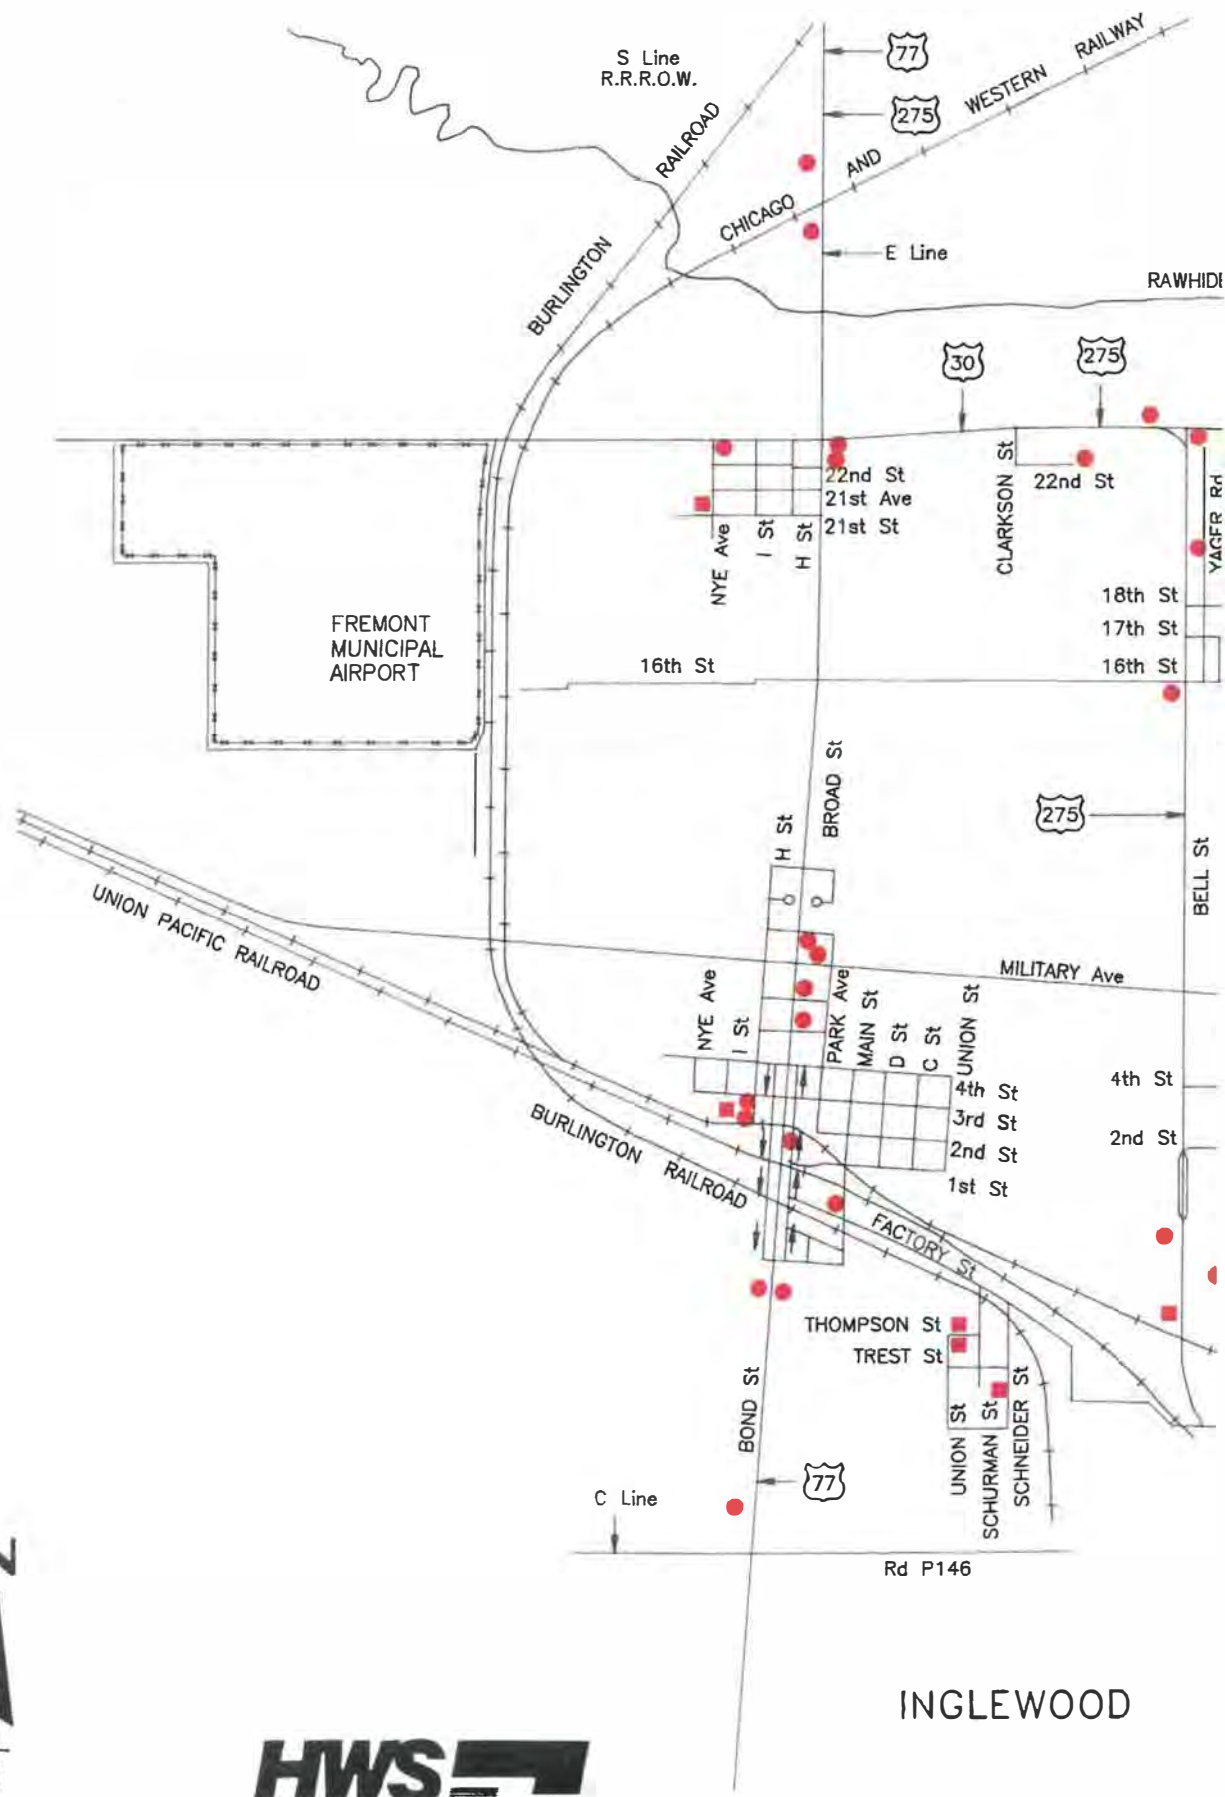 S Line
R.R.R.O.W.
77
275
BURLINGTON RAILROAD
CHICAGO AND WESTERN RAILWAY
E Line
RAWHIDE
30
275
22nd St
21st Ave
21st St
NYE Ave
I St
H St
CLARKSON St
22nd St
YAGER Rd
18th St
17th St
16th St
16th St
FREMONT
MUNICIPAL
AIRPORT
H St
BROAD St
275
BELL St
UNION PACIFIC RAILROAD
MILITARY Ave
NYE Ave
I St
PARK Ave
MAIN St
D St
C St
UNION St
4th St
3rd St
2nd St
1st St
4th St
2nd St
BURLINGTON RAILROAD
FACTORY St
THOMPSON St
TREST St
BOND St
UNION St
SCHURMAN St
SCHNEIDER St
77
C Line
Rd P146
INGLEWOOD
HWS